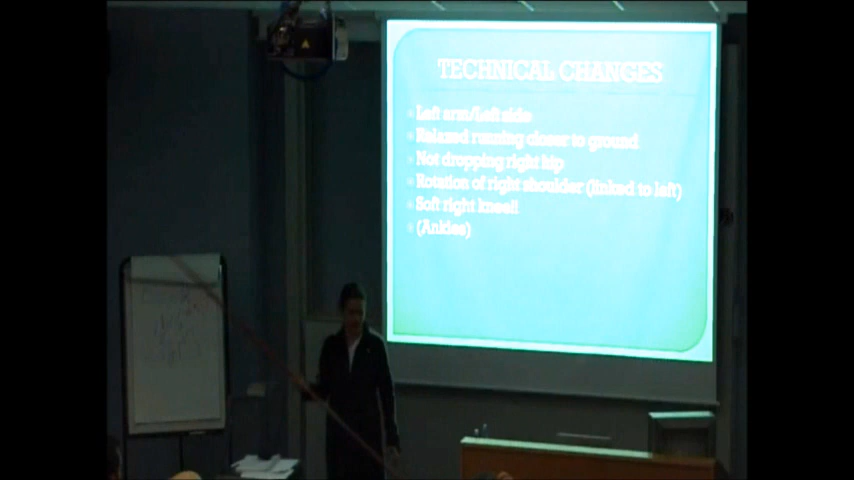 TECHNICAL CHANGES
Left arm/Left side
Relaxed running closer to ground
Not dropping right hip
Rotation of right shoulder (linked to left)
Soft right knee!!
(Ankles)